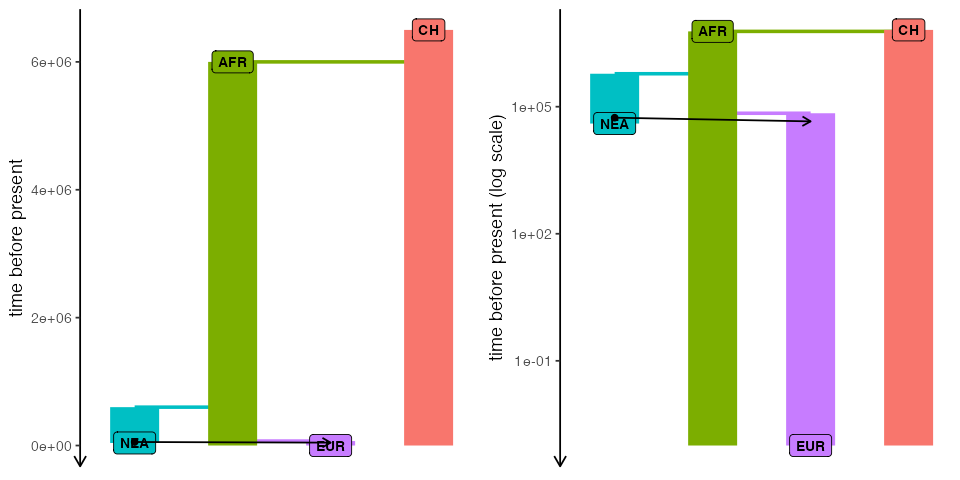 time before present
6e+06
4e+06
2e+06
0e+00
NEA
AFR
EUR
CH
time before present (log scale)
1e+05
1e+02
1e-01
NEA
AFR
EUR
CH